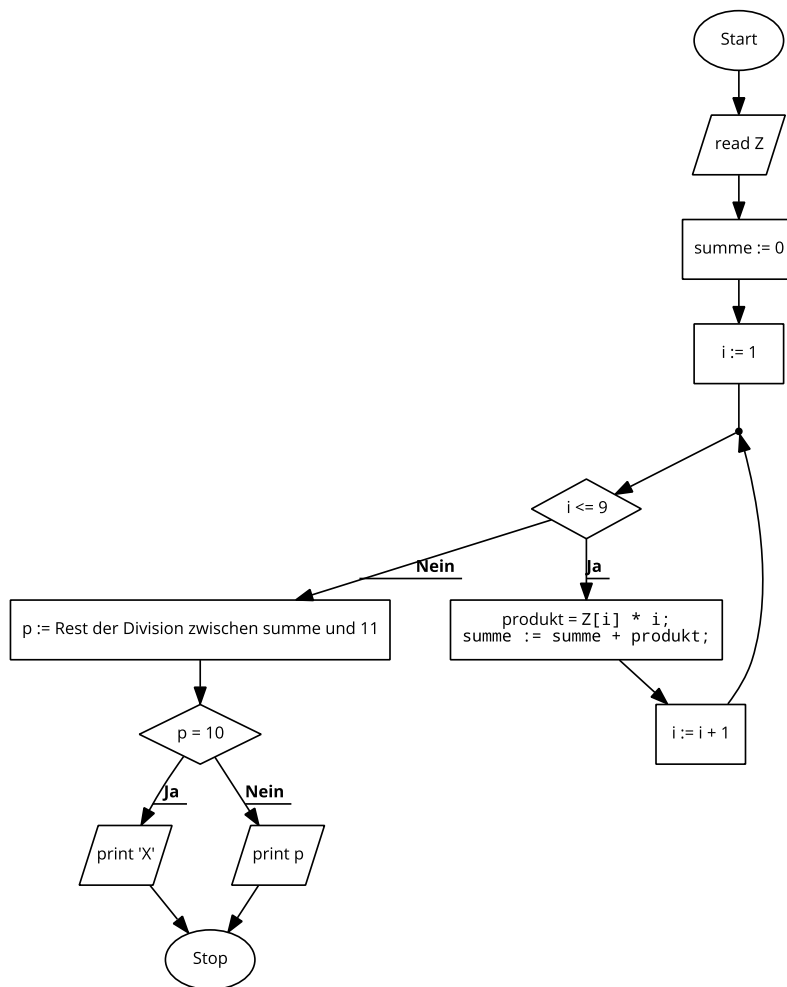 Start
read Z
summe := 0
i := 1
i <= 9
Nein
Ja
p := Rest der Division zwischen summe und 11
produkt = Z[i] * i;
summe := summe + produkt;
p = 10
i := i + 1
Ja
Nein
print 'X'
print p
Stop